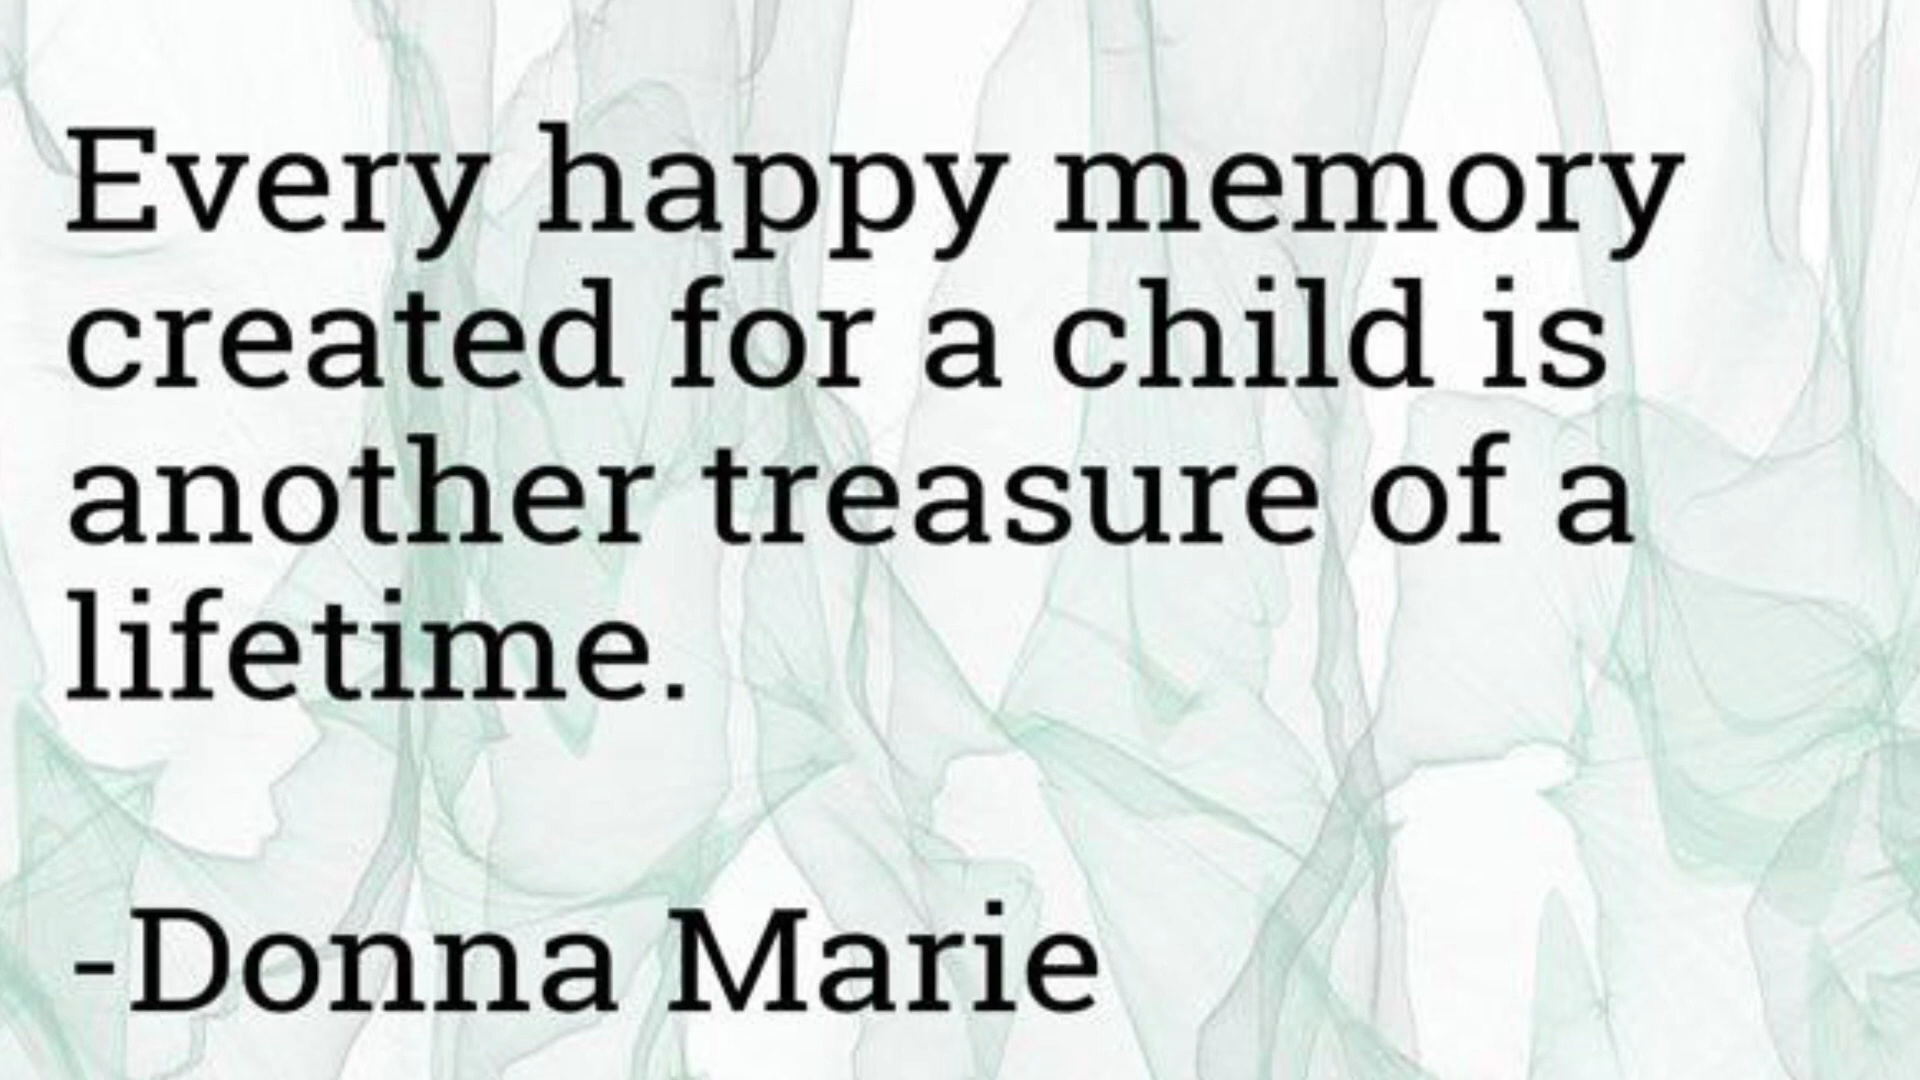 Every happy memory
created for a child is
another treasure of a
lifetime.
-Donna Marie